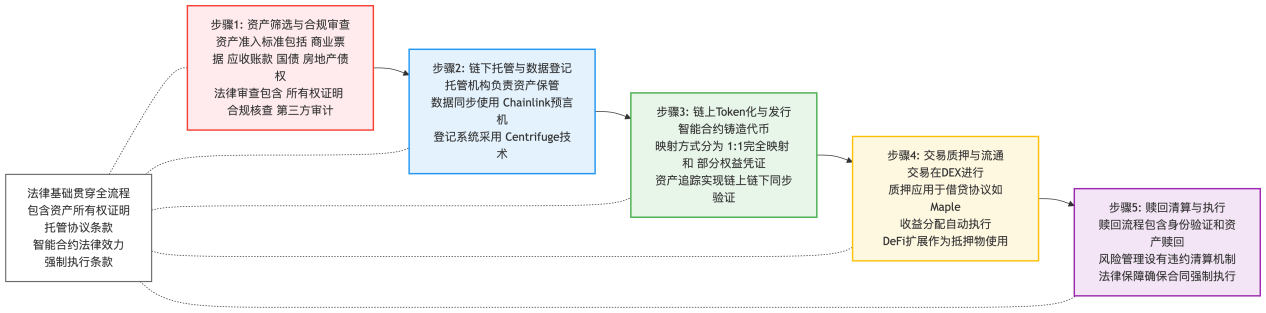 步骤1: 资产筛选与合规审查
资产准入标准包括 商业票
据 应收账款 国债 房地产债
权
法律审查包含 所有权证明
合规核查 第三方审计
步骤2: 链下托管与数据登记
托管机构负责资产保管
数据同步使用 Chainlink预言
机
登记系统采用 Centrifuge技
术
步骤3: 链上Token化与发行
智能合约铸造代币
映射方式分为 1:1完全映射
和 部分权益凭证
资产追踪实现链上链下同步
验证
步骤4: 交易质押与流通
交易在DEX进行
质押应用于借贷协议如
Maple
收益分配自动执行
DeFi扩展作为抵押物使用
步骤5: 赎回清算与执行
赎回流程包含身份验证和资
产赎回
风险管理设有违约清算机制
法律保障确保合同强制执行
法律基础贯穿全流程
包含资产所有权证明
托管协议条款
智能合约法律效力
强制执行条款